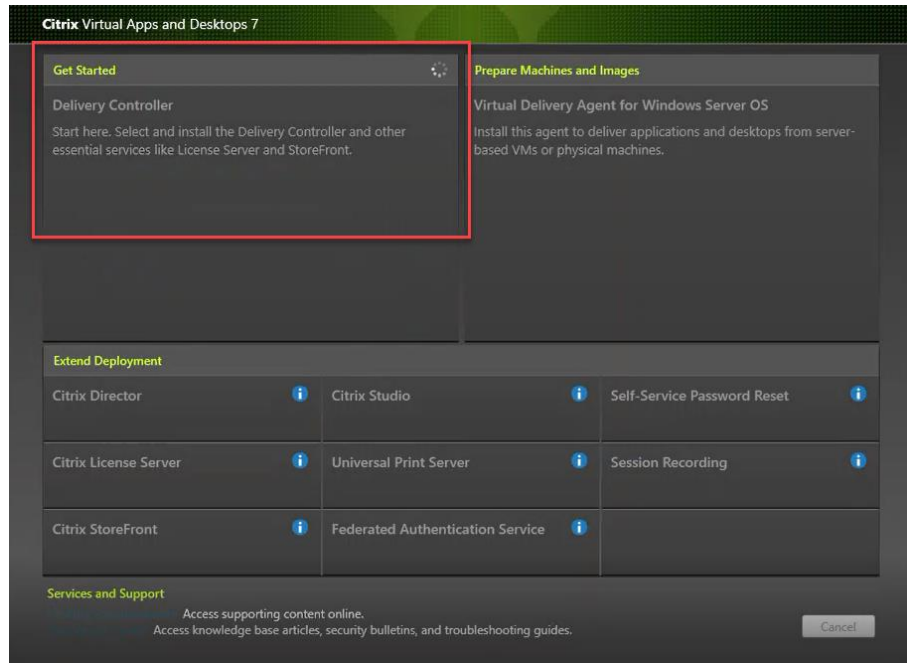 Citrix Virtual Apps and Desktops 7
Get Started
Delivery Controller
Start here. Select and install the Delivery Controller and other
essential services like License Server and StoreFront.
Prepare Machines and Images
Virtual Delivery Agent for Windows Server OS
Install this agent to deliver applications and desktops from server-
based VMs or physical machines.
Extend Deployment
Citrix Director
Citrix Studio
Self-Service Password Reset
Citrix License Server
Universal Print Server
Session Recording
Citrix StoreFront
Federated Authentication Service
Services and Support
Access supporting content online.
Access knowledge base articles, security bulletins, and troubleshooting guides.
Cancel